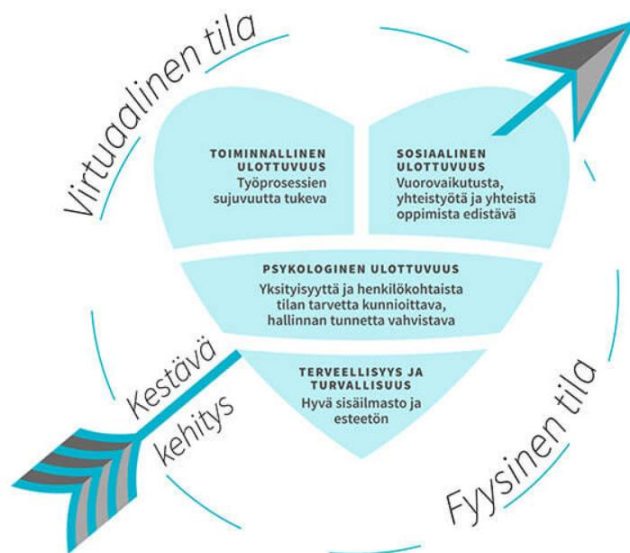 Virtuaalinen tila
TOIMINNALLINEN
ULOTTUVUUS
Työprosessien
sujuvuutta tukeva
SOSIAALINEN
ULOTTUVUUS
Vuorovaikutusta,
yhteistyötä ja yhteistä
oppimista edistävä
PSYKOLOGINEN ULOTTUVUUS
Yksityisyyttä ja henkilökohtaista
tilan tarvetta kunnioittava,
hallinnan tunnetta vahvistava
TERVEELLISYYS JA
TURVALLISUUS
Hyvä sisäilmasto ja
esteetön
Kestävä
kehitys
Fyysinen tila